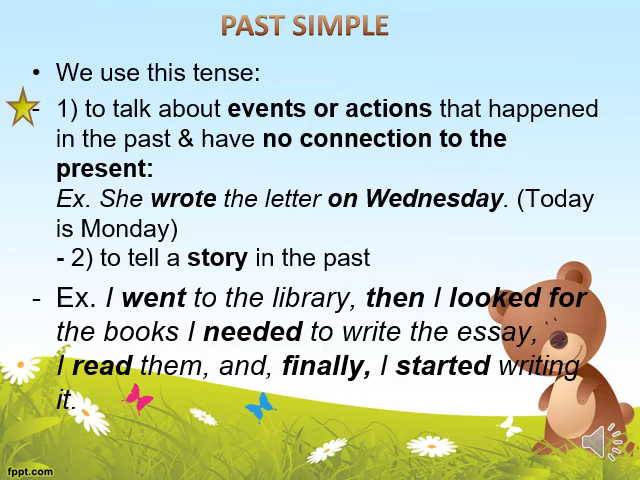 PAST SIMPLE
• We use this tense:
- 1) to talk about events or actions that happened
in the past & have no connection to the
present:
Ex. She wrote the letter on Wednesday. (Today
is Monday)
- 2) to tell a story in the past
- Ex. I went to the library, then I looked for
the books I needed to write the essay,
I read them, and, finally, I started writing
it.
fppt.com